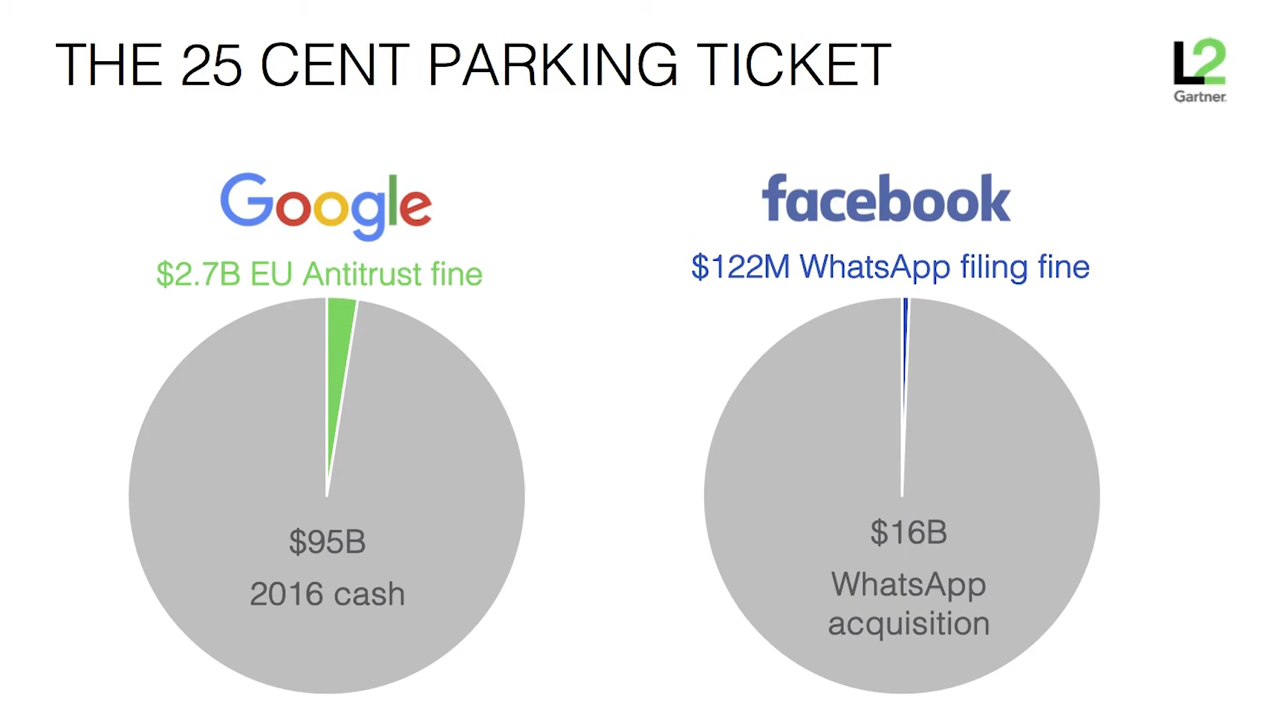 THE 25 CENT PARKING TICKET
L2
Gartner.
Google
$2.7B EU Antitrust fine
$95B
2016 cash
facebook
$122M WhatsApp filing fine
$16B
WhatsApp
acquisition